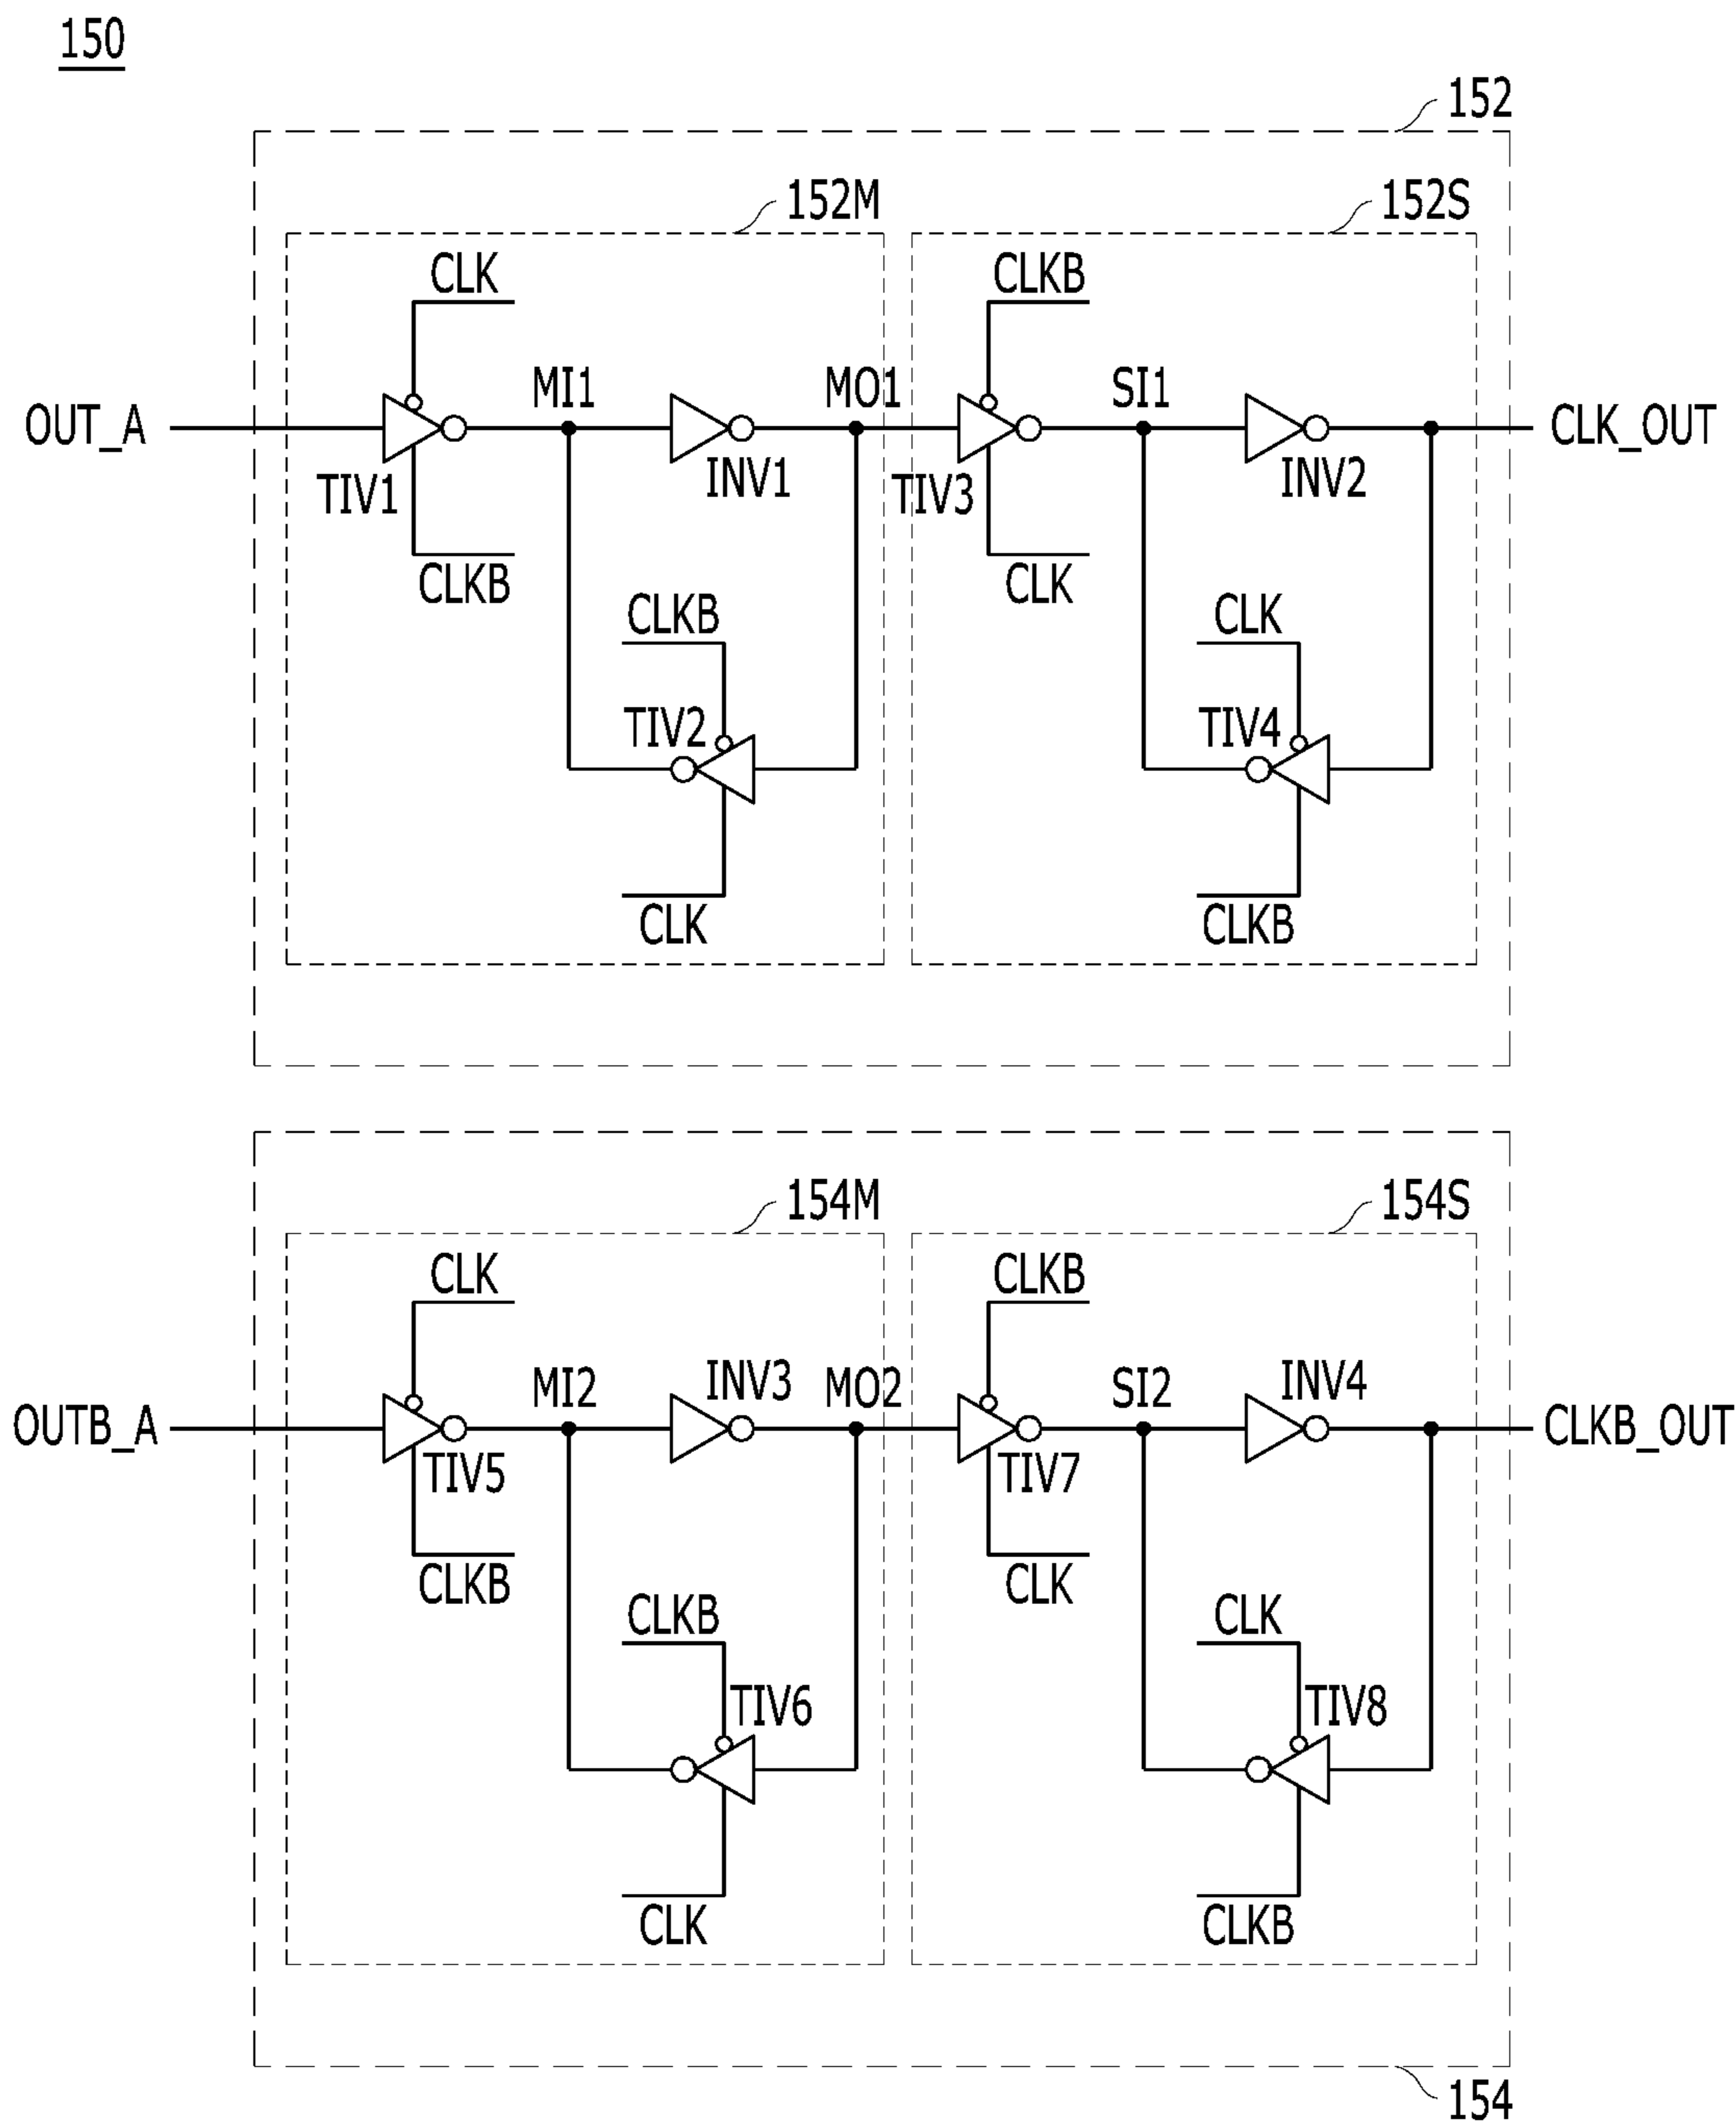 150
152
152M
152S
CLK
CLKB
OUT_A
MI1
MO1
SI1
CLK_OUT
TIV1
INV1
TIV3
INV2
CLKB
CLK
CLKB
CLK
TIV2
TIV4
CLK
CLKB
154M
154S
CLK
CLKB
OUTB_A
MI2
INV3
MO2
SI2
INV4
CLKB_OUT
TIV5
TIV7
CLKB
CLK
CLKB
CLK
TIV6
TIV8
CLK
CLKB
154